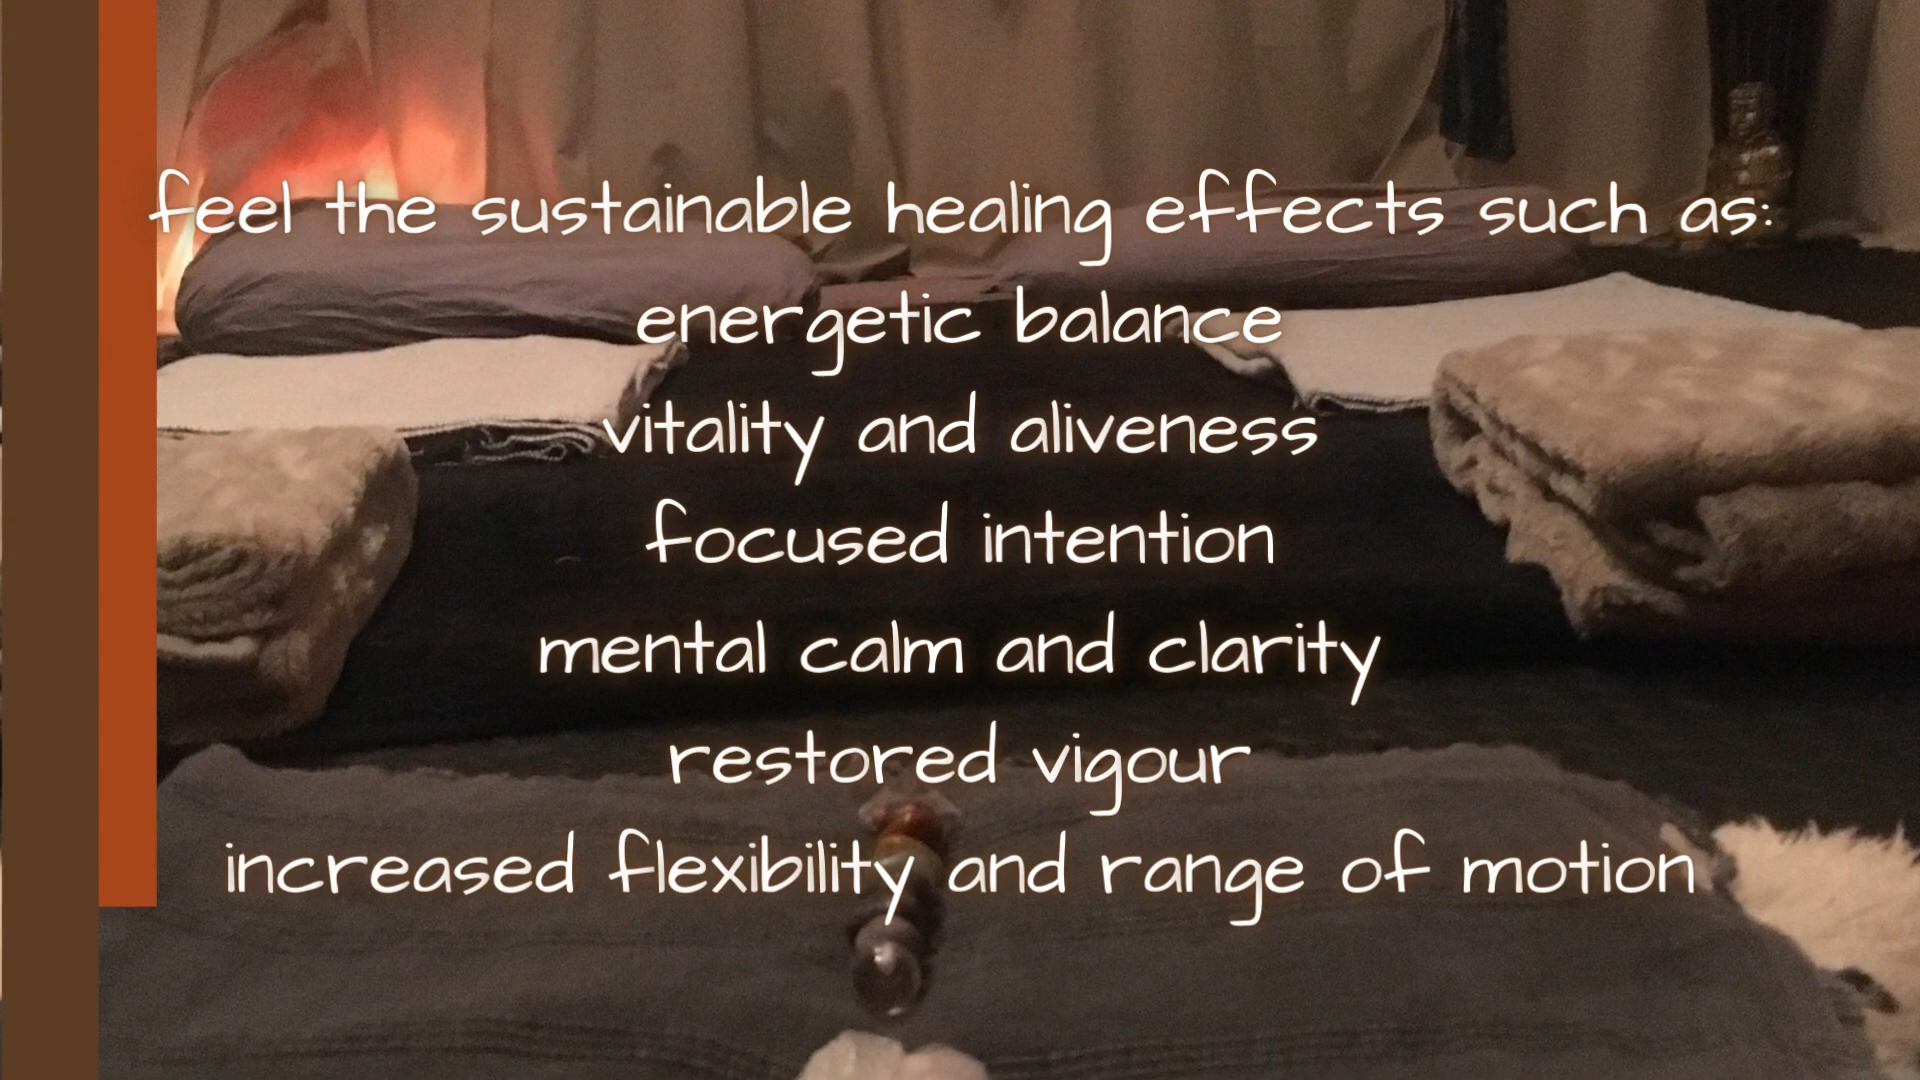 feel the sustainable healing effects such as:
energetic balance
vitality and aliveness
focused intention
mental calm and clarity
restored vigour
increased flexibility and range of motion